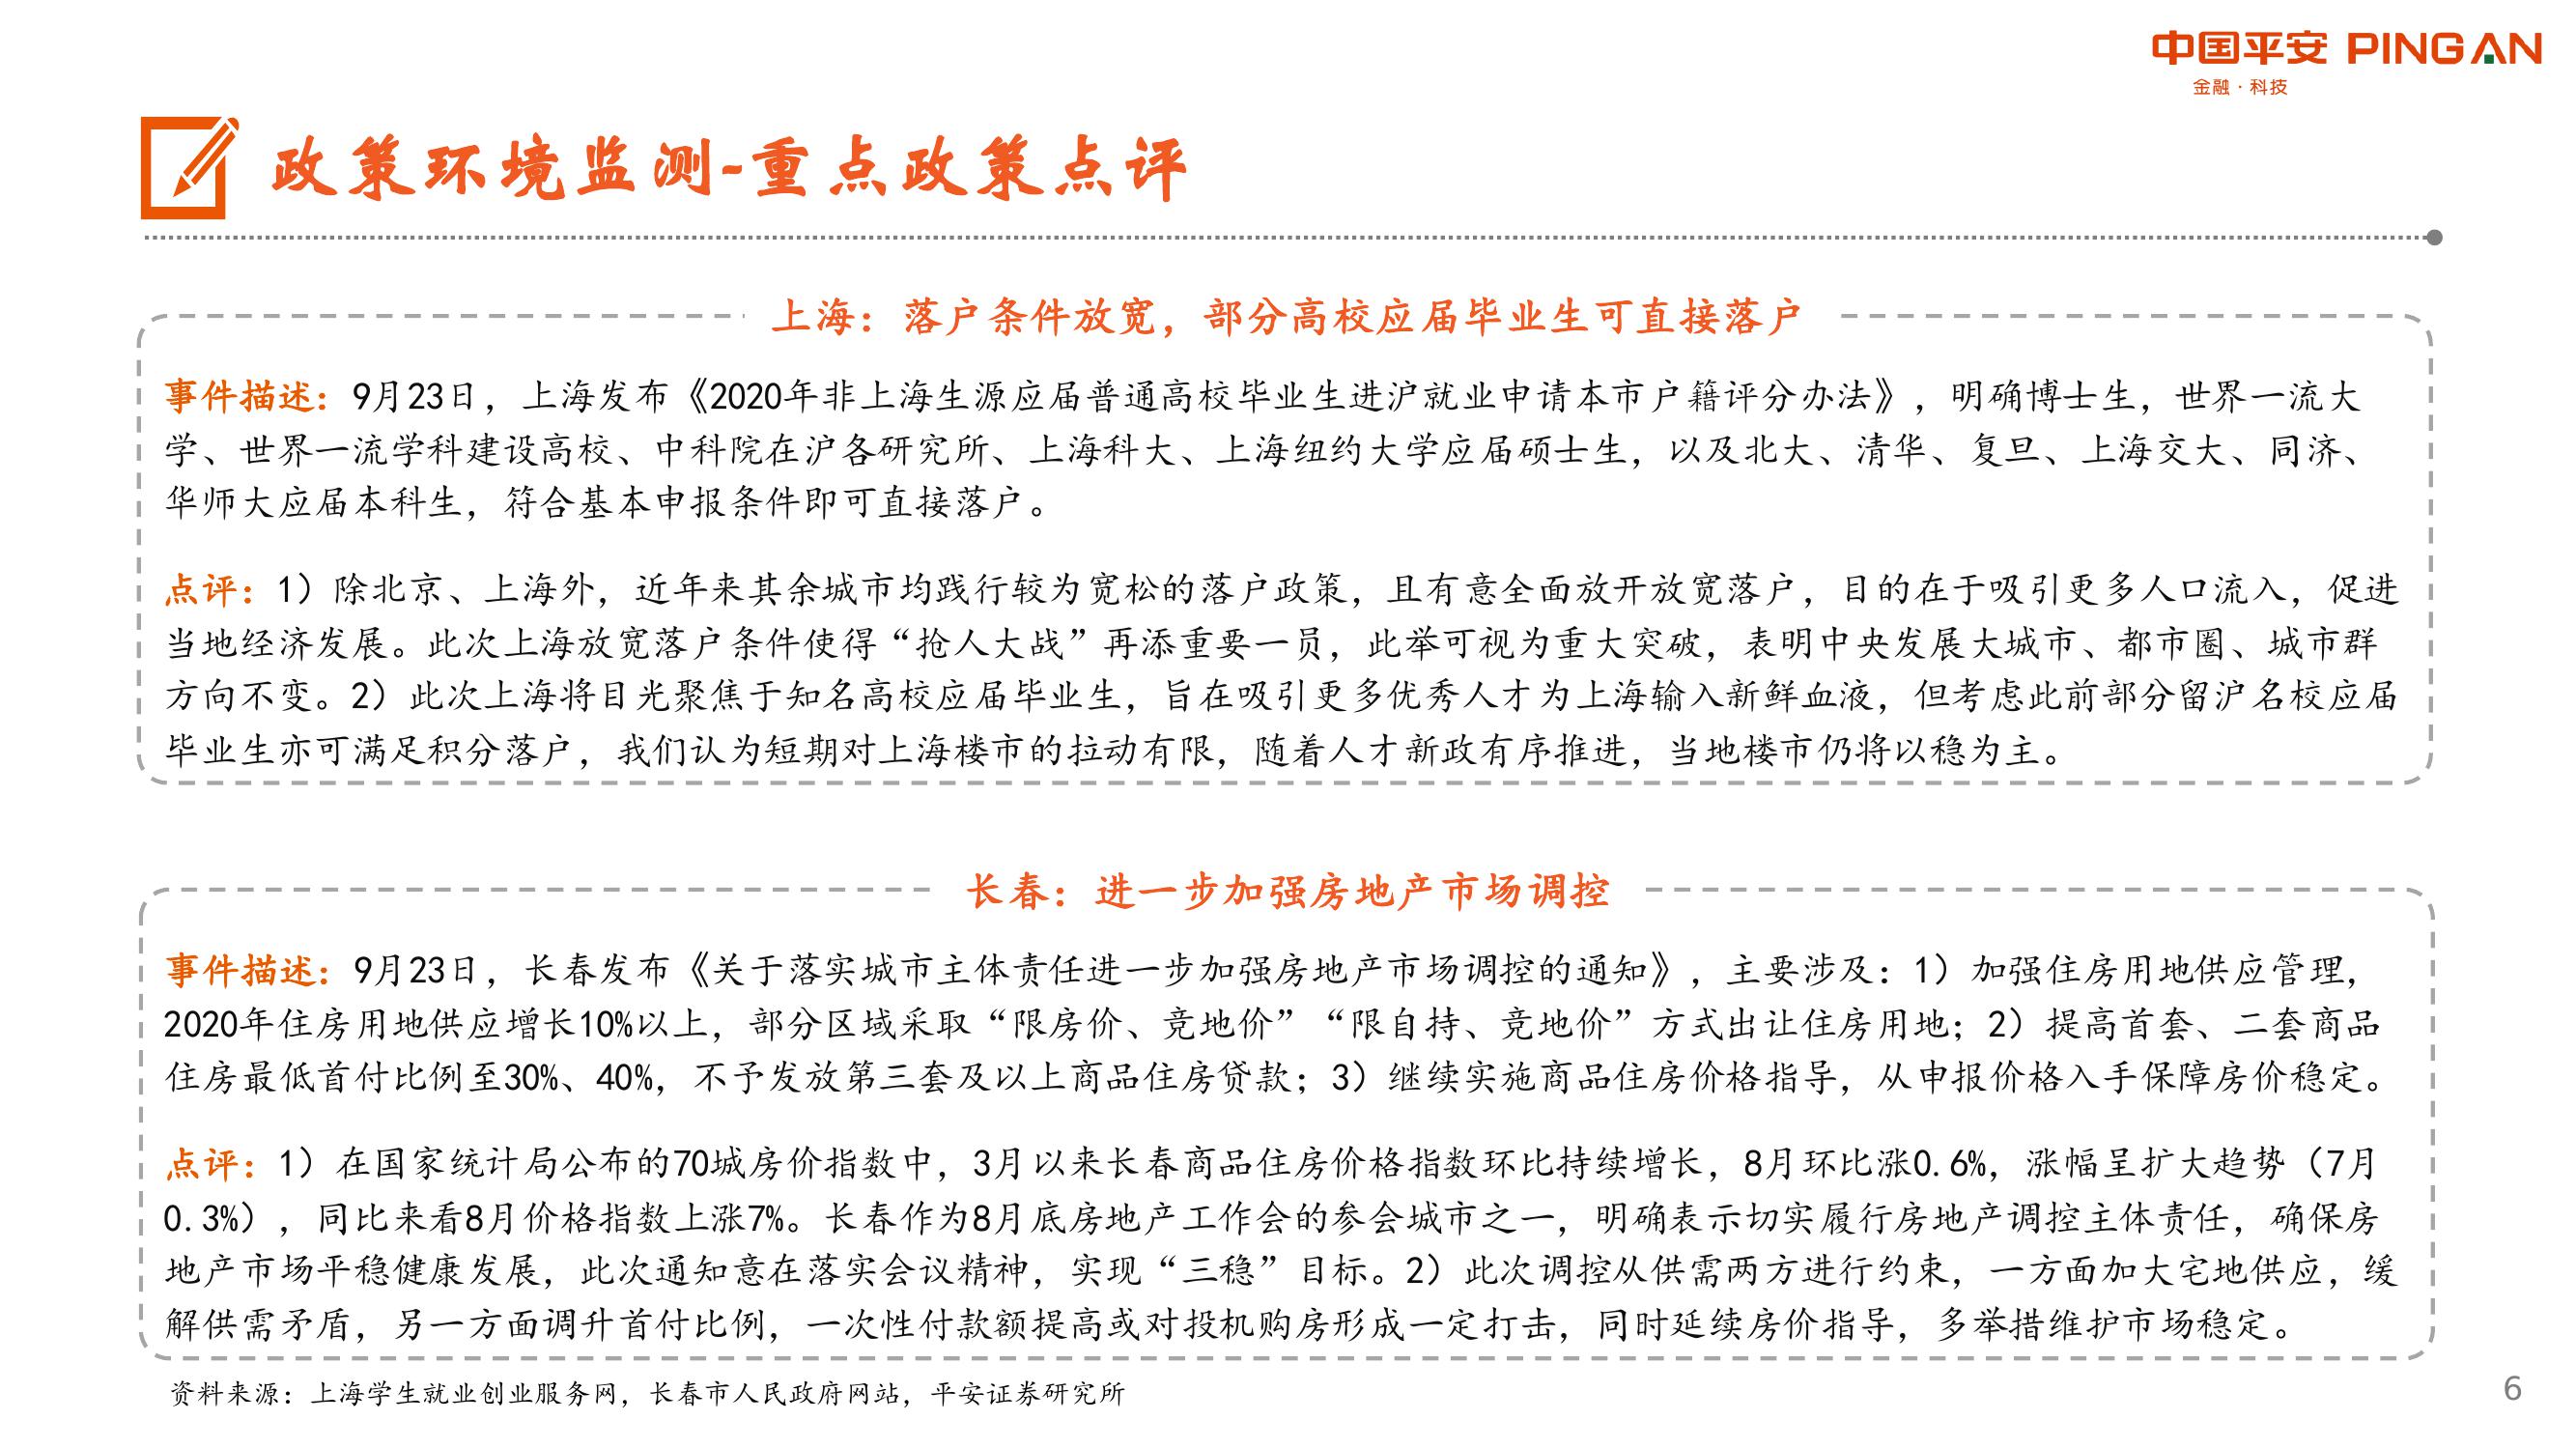 中国平安 PINGAN
金融·科技
政策环境监测-重点政策点评
上海：落户条件放宽，部分高校应届毕业生可直接落户
事件描述：9月23日，上海发布《2020年非上海生源应届普通高校毕业生进沪就业申请本市户籍评分办法》，明确博士生，世界一流大
学、世界一流学科建设高校、中科院在沪各研究所、上海科大、上海纽约大学应届硕士生，以及北大、清华、复旦、上海交大、同济、
华师大应届本科生，符合基本申报条件即可直接落户。
点评：1）除北京、上海外，近年来其余城市均践行较为宽松的落户政策，且有意全面放开放宽落户，目的在于吸引更多人口流入，促进
当地经济发展。此次上海放宽落户条件使得“抢人大战”再添重要一员，此举可视为重大突破，表明中央发展大城市、都市圈、城市群
方向不变。2）此次上海将目光聚焦于知名高校应届毕业生，旨在吸引更多优秀人才为上海输入新鲜血液，但考虑此前部分留沪名校应届
毕业生亦可满足积分落户，我们认为短期对上海楼市的拉动有限，随着人才新政有序推进，当地楼市仍将以稳为主。
长春：进一步加强房地产市场调控
事件描述：9月23日，长春发布《关于落实城市主体责任进一步加强房地产市场调控的通知》，主要涉及：1）加强住房用地供应管理，
2020年住房用地供应增长10%以上，部分区域采取“限房价、竞地价”“限自持、竞地价”方式出让住房用地；2）提高首套、二套商品
住房最低首付比例至30%、40%，不予发放第三套及以上商品住房贷款；3）继续实施商品住房价格指导，从申报价格入手保障房价稳定。
点评：1）在国家统计局公布的70城房价指数中，3月以来长春商品住房价格指数环比持续增长，8月环比涨0.6%，涨幅呈扩大趋势（7月
0.3%），同比来看8月价格指数上涨7%。长春作为8月底房地产工作会的参会城市之一，明确表示切实履行房地产调控主体责任，确保房
地产市场平稳健康发展，此次通知意在落实会议精神，实现“三稳”目标。2）此次调控从供需两方进行约束，一方面加大宅地供应，缓
解供需矛盾，另一方面调升首付比例，一次性付款额提高或对投机购房形成一定打击，同时延续房价指导，多举措维护市场稳定。
资料来源：上海学生就业创业服务网，长春市人民政府网站，平安证券研究所
6